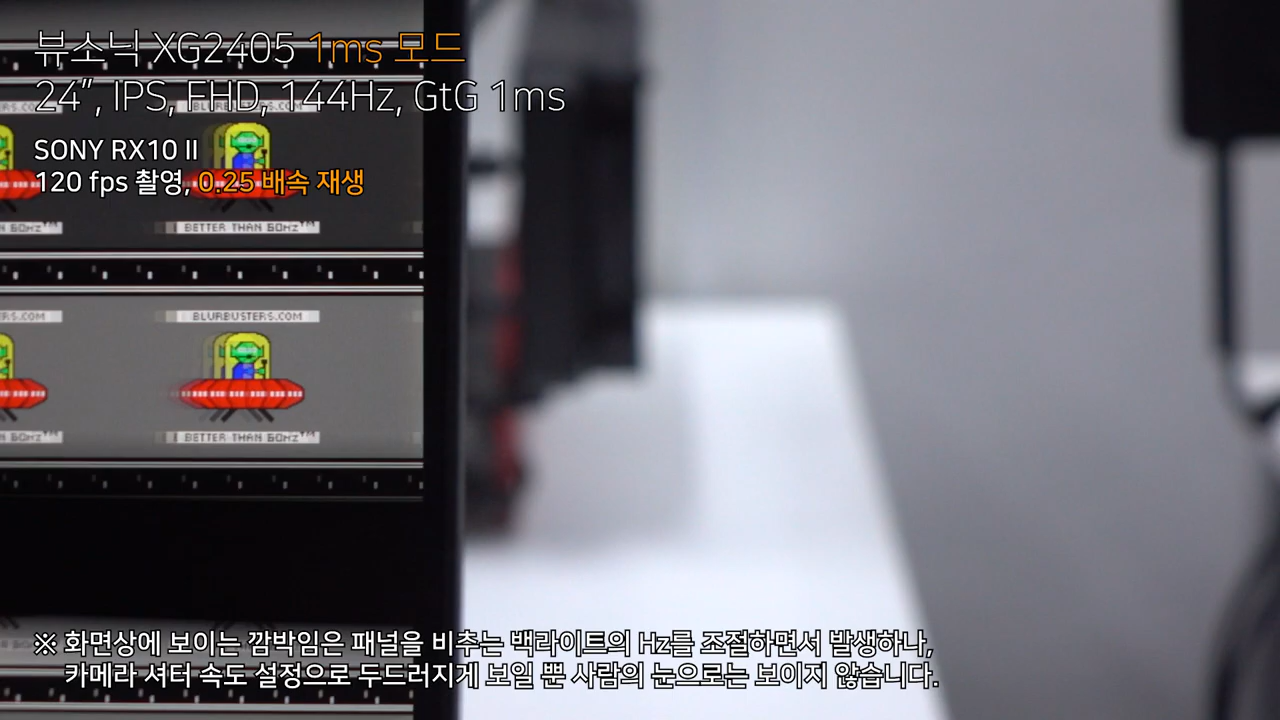 뷰소닉 XG2405 1ms 모드
24", IPS, FHD, 144Hz, GtG 1ms
SONY RX10 II
120 fps 촬영, 0.25 배속 재생
BETTER THAN 60HZ™
RS.COM BLURBUSTERS.COM
N 60HZ™ BETTER THAN 60HZ™
※ 화면상에 보이는 깜박임은 패널을 비추는 백라이트의 Hz를 조절하면서 발생하나,
카메라 셔터 속도 설정으로 두드러지게 보일 뿐 사람의 눈으로는 보이지 않습니다.